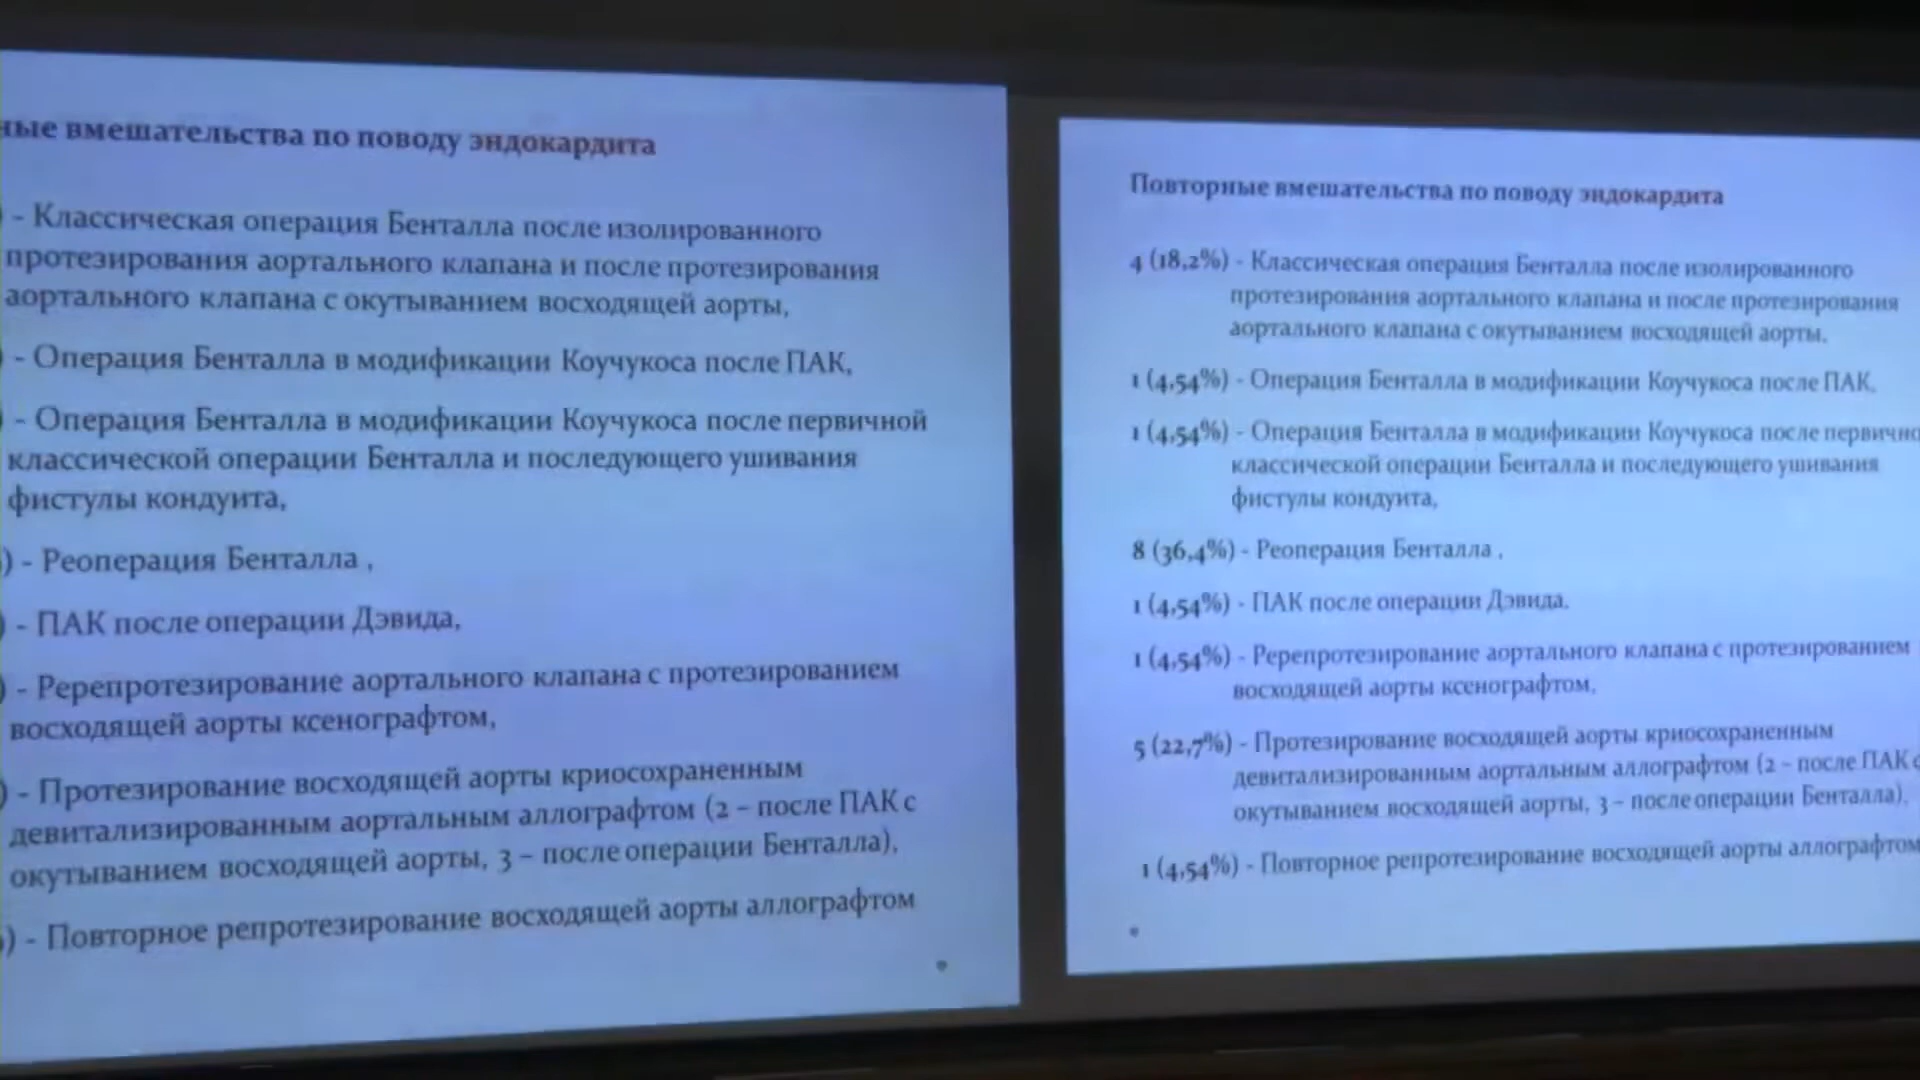 ные вмешательства по поводу эндокардита
) - Классическая операция Бенталла после изолированного
протезирования аортального клапана и после протезирования
аортального клапана с окутыванием восходящей аорты,
) - Операция Бенталла в модификации Коучукоса после ПАК,
) - Операция Бенталла в модификации Коучукоса после первичной
классической операции Бенталла и последующего ушивания
фистулы кондуита,
) - Реоперация Бенталла ,
) - ПАК после операции Дэвида,
) - Ререпротезирование аортального клапана с протезированием
восходящей аорты ксенографтом,
) - Протезирование восходящей аорты криосохраненным
девитализированным аортальным аллографтом (2 – после ПАК с
окутыванием восходящей аорты, 3 – после операции Бенталла),
) - Повторное репротезирование восходящей аорты аллографтом
Повторные вмешательства по поводу эндокардита
4 (18,2%) - Классическая операция Бенталла после изолированного
протезирования аортального клапана и после протезирования
аортального клапана с окутыванием восходящей аорты,
1 (4,54%) - Операция Бенталла в модификации Коучукоса после ПАК,
1 (4,54%) - Операция Бенталла в модификации Коучукоса после первично
классической операции Бенталла и последующего ушивания
фистулы кондуита,
8 (36,4%) - Реоперация Бенталла ,
1 (4,54%) - ПАК после операции Дэвида,
1 (4,54%) - Ререпротезирование аортального клапана с протезированием
восходящей аорты ксенографтом,
5 (22,7%) - Протезирование восходящей аорты криосохраненным
девитализированным аортальным аллографтом (2 – после ПАК с
окутыванием восходящей аорты, 3 – после операции Бенталла),
1 (4,54%) - Повторное репротезирование восходящей аорты аллографтом